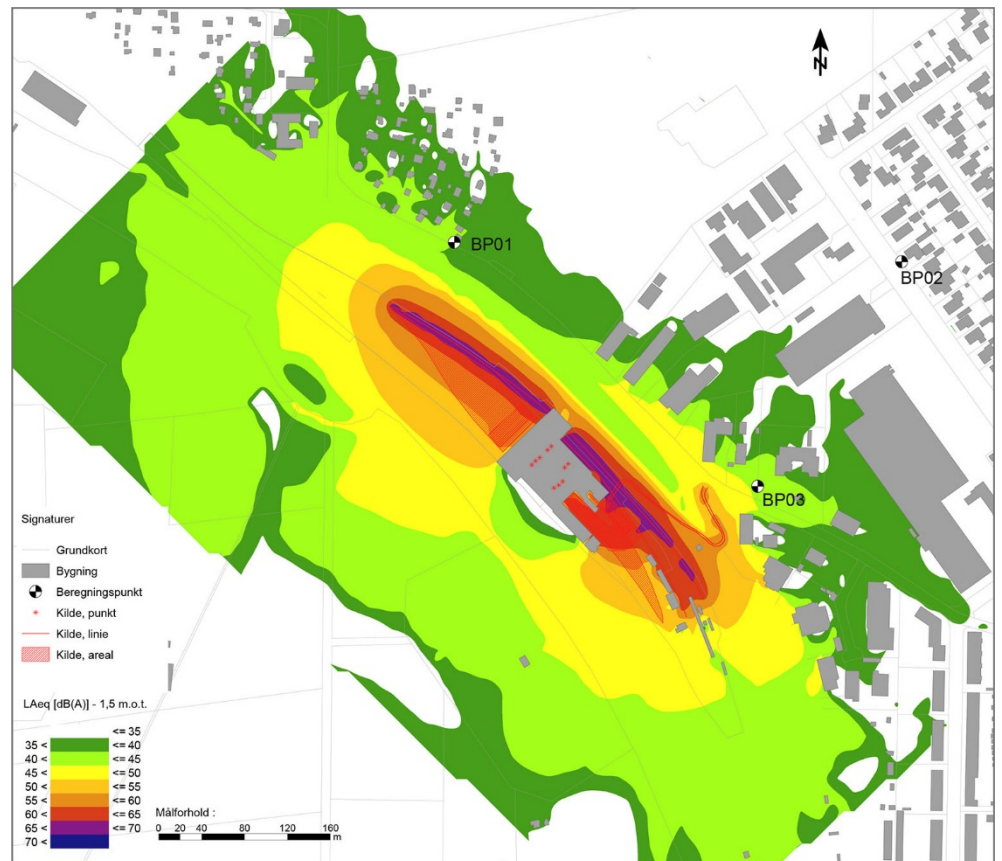 N
BP01
BP02
BP03
Signaturer
Grundkort
Bygning
Beregningspunkt
Kilde, punkt
Kilde, linie
Kilde, areal
LAeq [dB(A)] - 1,5 m.o.t.
<= 35
35 < <= 40
40 < <= 45
45 < <= 50
50 < <= 55
55 < <= 60
60 < <= 65
65 < <= 70
70 <
Målforhold :
0 20 40 80 120 160
m